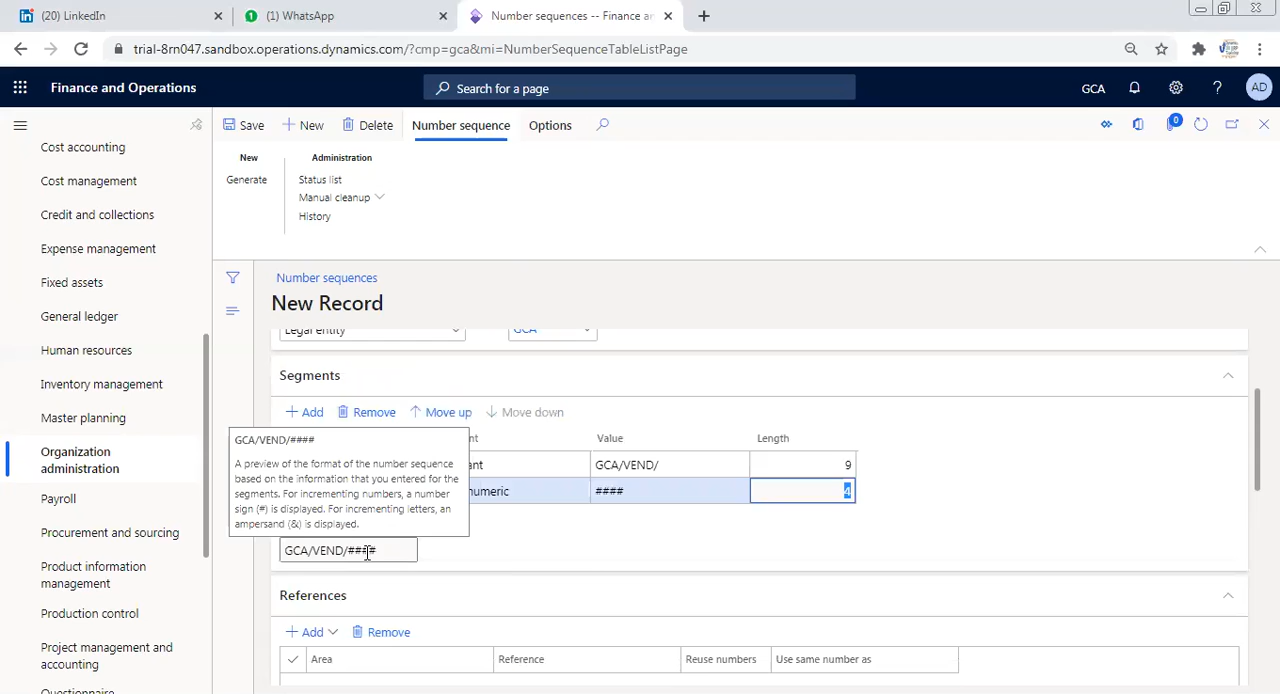 (20) LinkedIn
(1) WhatsApp
Number sequences -- Finance an
trial-8rn047.sandbox.operations.dynamics.com/?cmp=gca&mi=NumberSequenceTableListPage
Finance and Operations
Search for a page
GCA
AD
Save
New
Delete
Number sequence
Options
0
New
Administration
Generate
Status list
Manual cleanup
History
Cost accounting
Cost management
Credit and collections
Expense management
Fixed assets
General ledger
Human resources
Inventory management
Master planning
Organization
administration
Payroll
Procurement and sourcing
Product information
management
Production control
Project management and
accounting
Questionnaire
Number sequences
New Record
Legal entity
GCA
Segments
Add
Remove
Move up
Move down
nt Value Length
ant GCA/VEND/ 9
numeric #### 4
GCA/VEND/####
A preview of the format of the number sequence
based on the information that you entered for the
segments. For incrementing numbers, a number
sign (#) is displayed. For incrementing letters, an
ampersand (&) is displayed.
GCA/VEND/####
References
Add
Remove
Area Reference Reuse numbers Use same number as